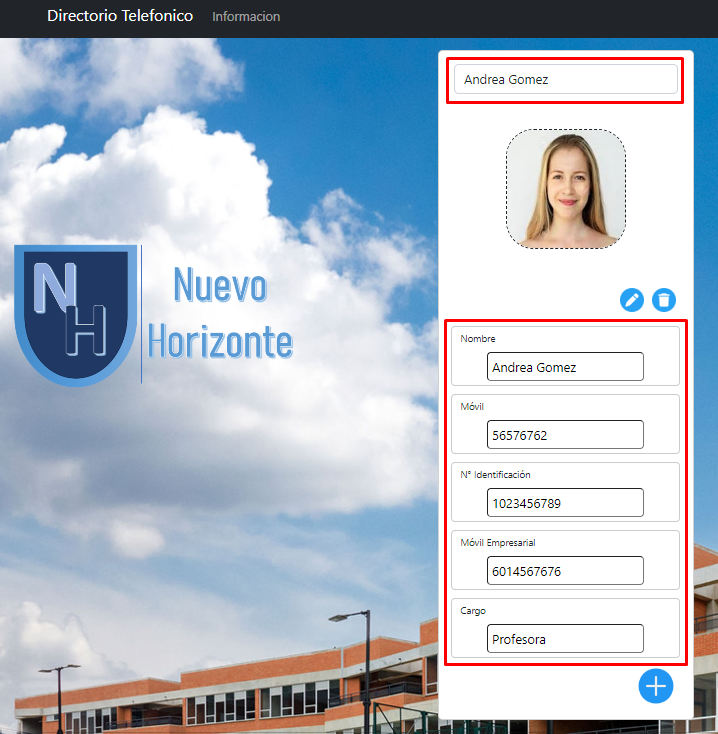 Directorio Telefonico Informacion
Andrea Gomez
NH
Nuevo
Horizonte
Nombre
Andrea Gomez
Móvil
56576762
N° Identificación
1023456789
Móvil Empresarial
6014567676
Cargo
Profesora